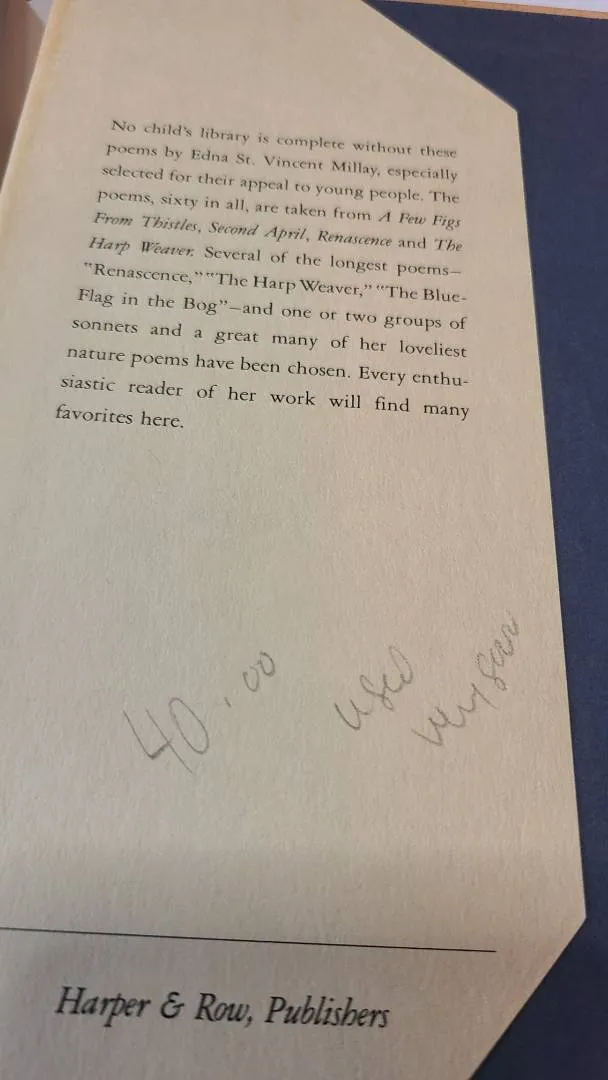 No child's library is complete without these
poems by Edna St. Vincent Millay, especially
selected for their appeal to young people. The
poems, sixty in all, are taken from A Few Figs
From Thistles, Second April, Renascence and The
Harp Weaver. Several of the longest poems—
"Renascence," "The Harp Weaver," "The Blue-
Flag in the Bog"—and one or two groups of
sonnets and a great many of her loveliest
nature poems have been chosen. Every enthu-
siastic reader of her work will find many
favorites here.
40.00
used
very
Harper & Row, Publishers